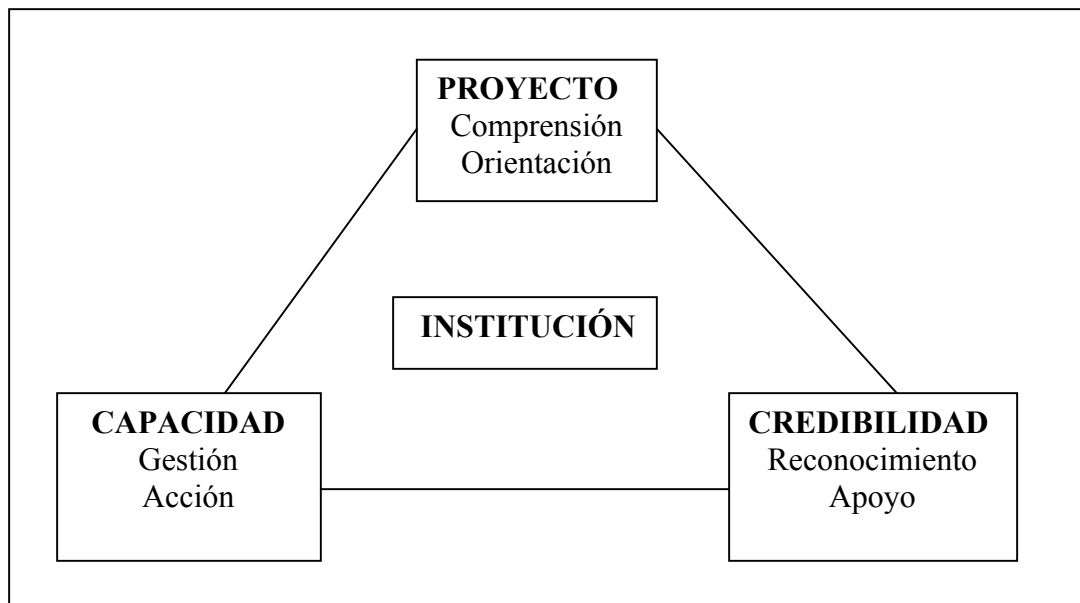 PROYECTO
Comprensión
Orientación
INSTITUCIÓN
CAPACIDAD
Gestión
Acción
CREDIBILIDAD
Reconocimiento
Apoyo